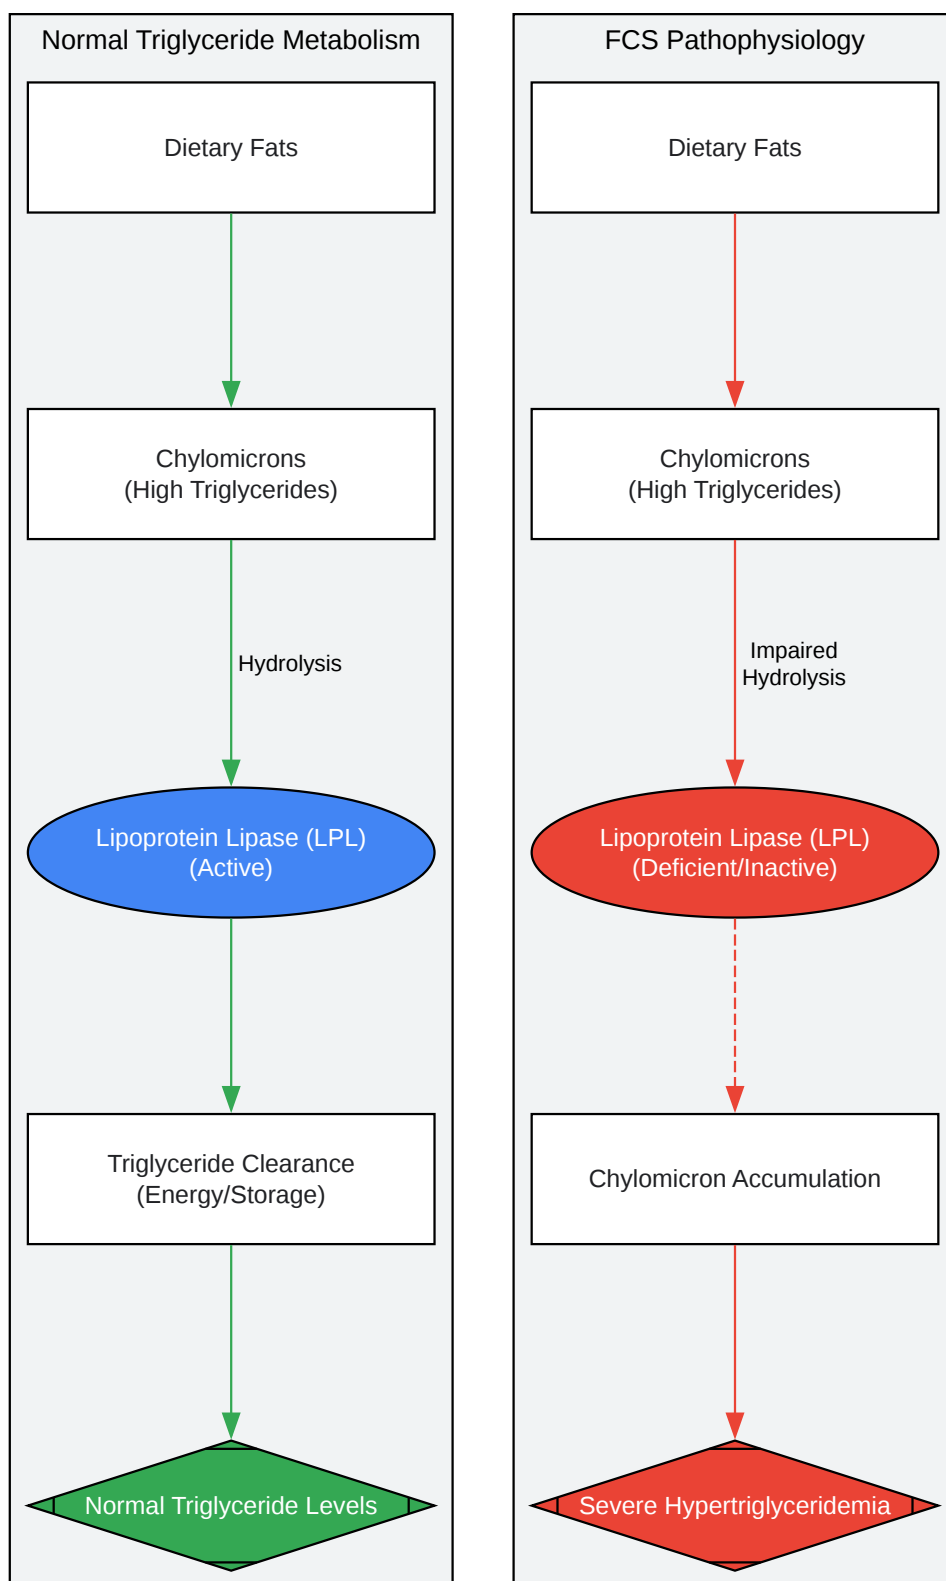 Normal Triglyceride Metabolism
Dietary Fats
Chylomicrons
(High Triglycerides)
Hydrolysis
Lipoprotein Lipase (LPL)
(Active)
Triglyceride Clearance
(Energy/Storage)
Normal Triglyceride Levels
FCS Pathophysiology
Dietary Fats
Chylomicrons
(High Triglycerides)
Impaired
Hydrolysis
Lipoprotein Lipase (LPL)
(Deficient/Inactive)
Chylomicron Accumulation
Severe Hypertriglyceridemia